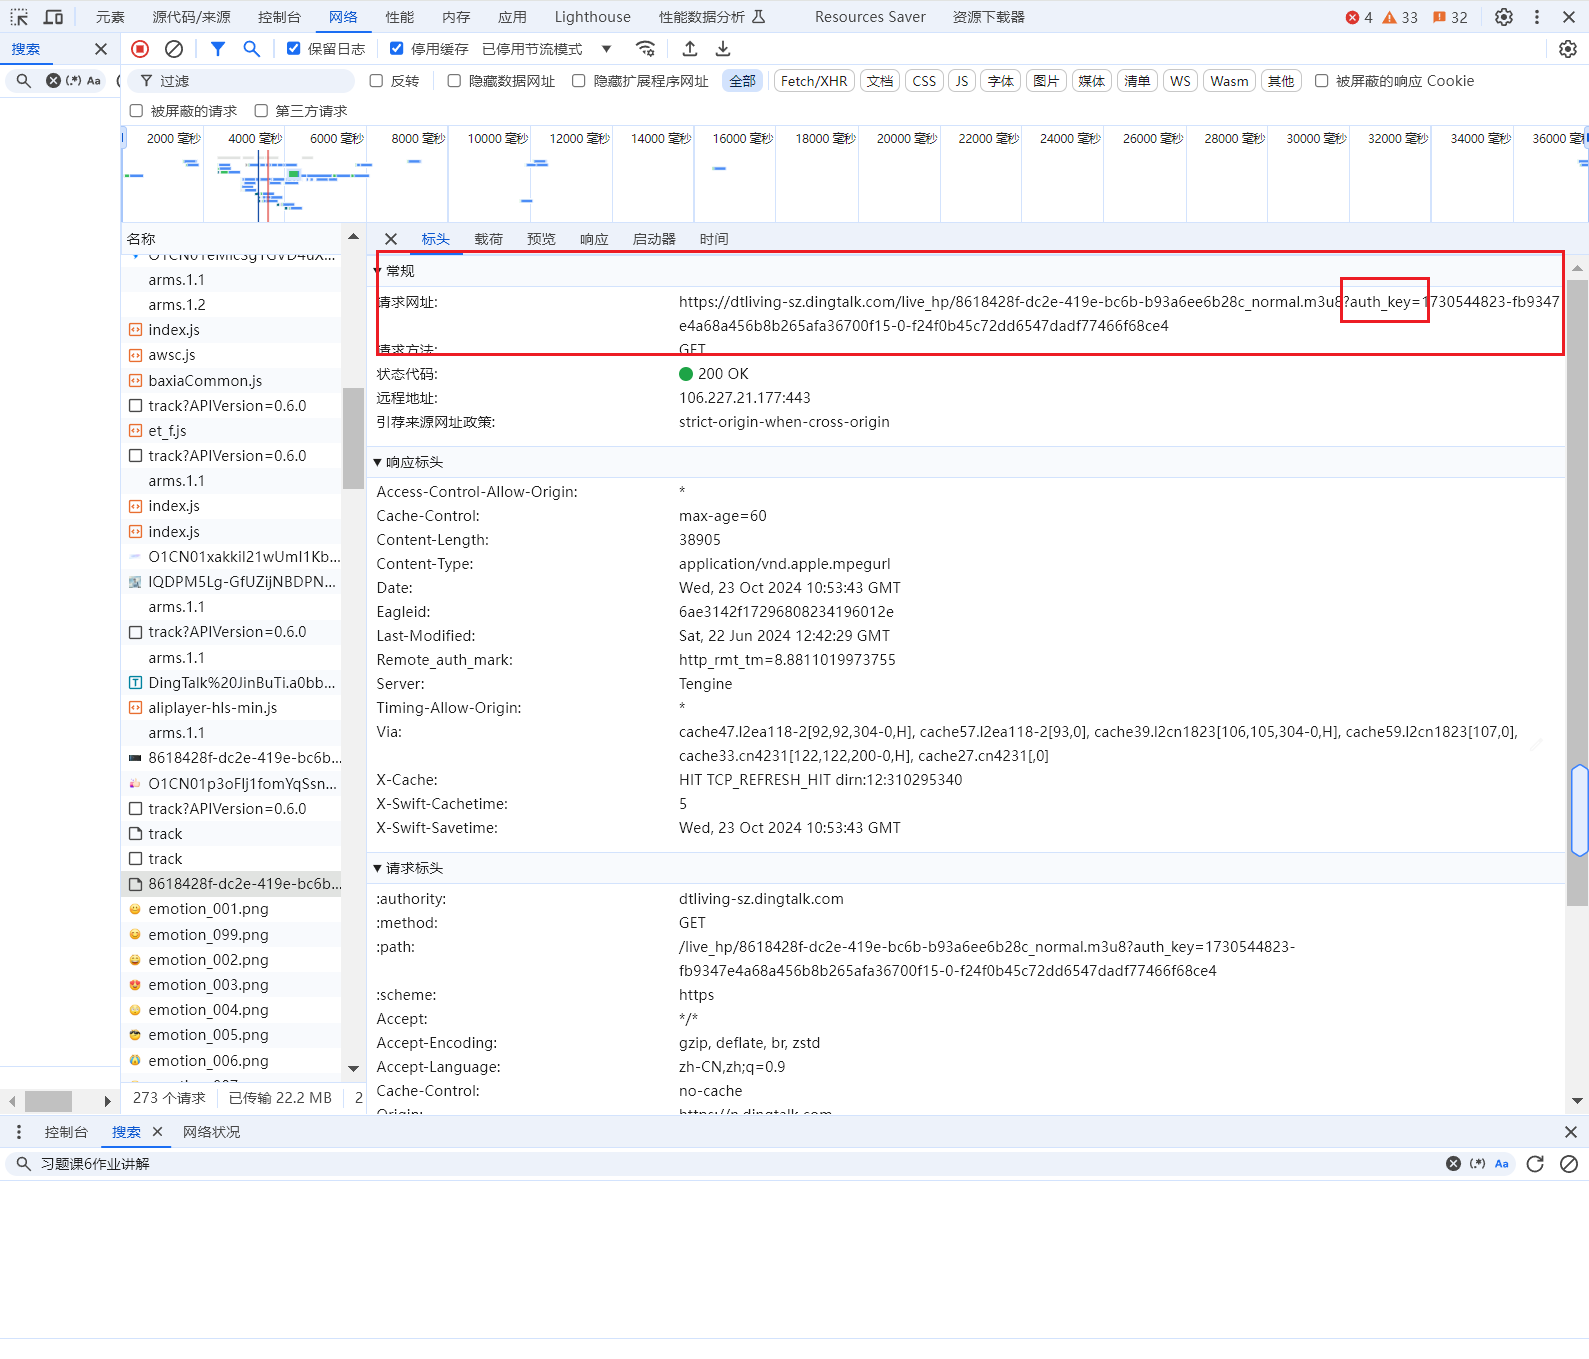 元素 源代码/来源 控制台 网络 性能 内存 应用 Lighthouse 性能数据分析 Resources Saver 资源下载器 4 33 32
搜索 保留日志 停用缓存 已停用节流模式
(.*) Aa 过滤 反转 隐藏数据网址 隐藏扩展程序网址 全部 Fetch/XHR 文档 CSS JS 字体 图片 媒体 清单 WS Wasm 其他 被屏蔽的响应 Cookie
被屏蔽的请求 第三方请求
2000 毫秒 4000 毫秒 6000 毫秒 8000 毫秒 10000 毫秒 12000 毫秒 14000 毫秒 16000 毫秒 18000 毫秒 20000 毫秒 22000 毫秒 24000 毫秒 26000 毫秒 28000 毫秒 30000 毫秒 32000 毫秒 34000 毫秒 36000
名称
arms.1.1
arms.1.2
index.js
awsc.js
baxiaCommon.js
track?APIVersion=0.6.0
et_f.js
track?APIVersion=0.6.0
arms.1.1
index.js
index.js
O1CN01xakkil21wUmI1Kb...
IQDPM5Lg-GfUZijNBDPN...
arms.1.1
track?APIVersion=0.6.0
arms.1.1
DingTalk%20JinBuTi.a0bb...
aliplayer-hls-min.js
arms.1.1
8618428f-dc2e-419e-bc6b...
O1CN01p3oFlj1fomYqSsn...
track?APIVersion=0.6.0
track
track
8618428f-dc2e-419e-bc6b...
emotion_001.png
emotion_099.png
emotion_002.png
emotion_003.png
emotion_004.png
emotion_005.png
emotion_006.png
273 个请求 已传输 22.2 MB 2
标头 载荷 预览 响应 启动器 时间
常规
请求网址: https://dtliving-sz.dingtalk.com/live_hp/8618428f-dc2e-419e-bc6b-b93a6ee6b28c_normal.m3u8?auth_key=1730544823-fb9347
e4a68a456b8b265afa36700f15-0-f24f0b45c72dd6547dadf77466f68ce4
请求方法: GET
状态代码: 200 OK
远程地址: 106.227.21.177:443
引荐来源网址政策: strict-origin-when-cross-origin
响应标头
Access-Control-Allow-Origin: *
Cache-Control: max-age=60
Content-Length: 38905
Content-Type: application/vnd.apple.mpegurl
Date: Wed, 23 Oct 2024 10:53:43 GMT
Eagleid: 6ae3142f17296808234196012e
Last-Modified: Sat, 22 Jun 2024 12:42:29 GMT
Remote_auth_mark: http_rmt_tm=8.8811019973755
Server: Tengine
Timing-Allow-Origin: *
Via: cache47.l2ea118-2[92,92,304-0,H], cache57.l2ea118-2[93,0], cache39.l2cn1823[106,105,304-0,H], cache59.l2cn1823[107,0],
cache33.cn4231[122,122,200-0,H], cache27.cn4231[,0]
X-Cache: HIT TCP_REFRESH_HIT dirn:12:310295340
X-Swift-Cachetime: 5
X-Swift-Savetime: Wed, 23 Oct 2024 10:53:43 GMT
请求标头
:authority: dtliving-sz.dingtalk.com
:method: GET
:path: /live_hp/8618428f-dc2e-419e-bc6b-b93a6ee6b28c_normal.m3u8?auth_key=1730544823-
fb9347e4a68a456b8b265afa36700f15-0-f24f0b45c72dd6547dadf77466f68ce4
:scheme: https
Accept: */*
Accept-Encoding: gzip, deflate, br, zstd
Accept-Language: zh-CN,zh;q=0.9
Cache-Control: no-cache
Origin: https://n.dingtalk.com
控制台 搜索 网络状况
习题课6作业讲解 (.*) Aa